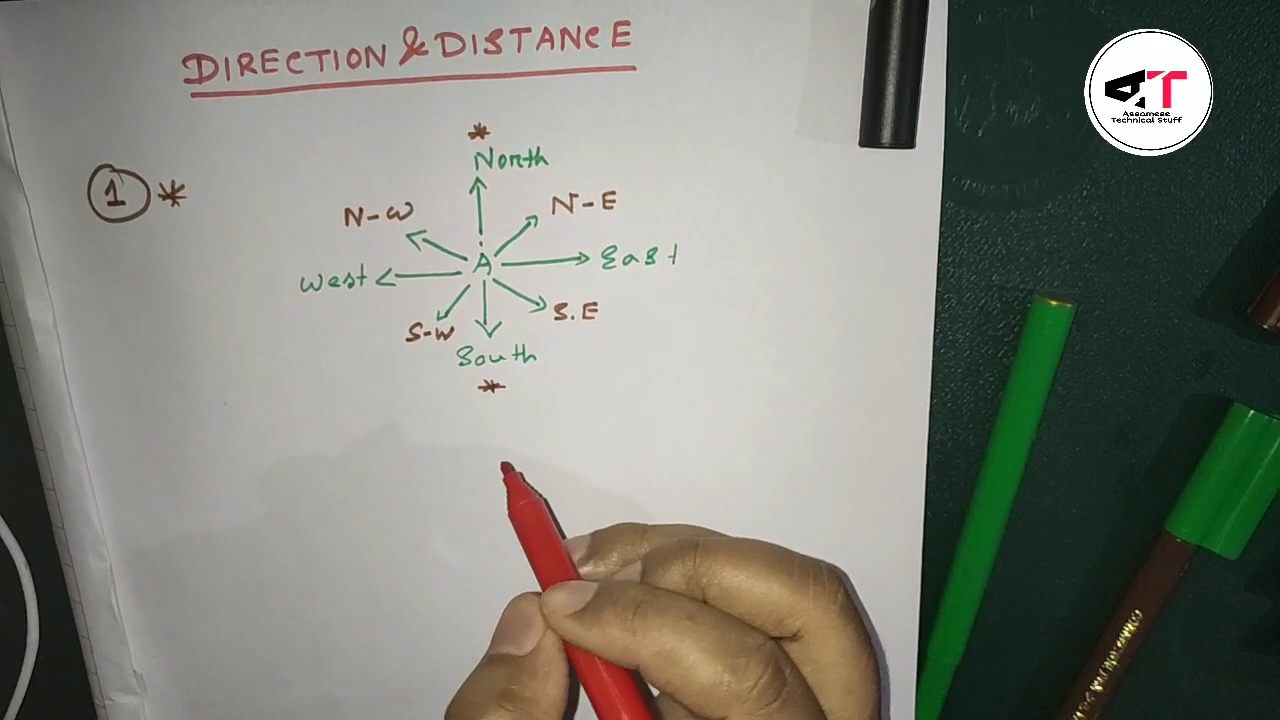 DIRECTION & DISTANCE
*
North
1 *
N-W
N-E
A
East
West
S-W
S.E
South
*
AT
Assamese
Technical Stuff